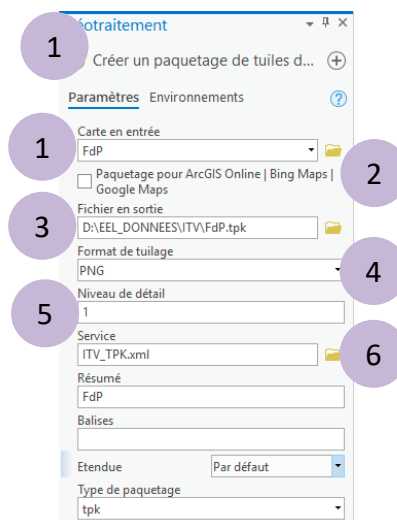 1
éotraitement
Créer un paquetage de tuiles d...
Paramètres Environnements
?
1
Carte en entrée
FdP
Paquetage pour ArcGIS Online | Bing Maps |
Google Maps
2
Fichier en sortie
3
D:\EEL_DONNEES\ITV\FdP.tpk
Format de tuilage
PNG
4
Niveau de détail
5
1
Service
ITV_TPK.xml
6
Résumé
FdP
Balises
Etendue
Par défaut
Type de paquetage
tpk